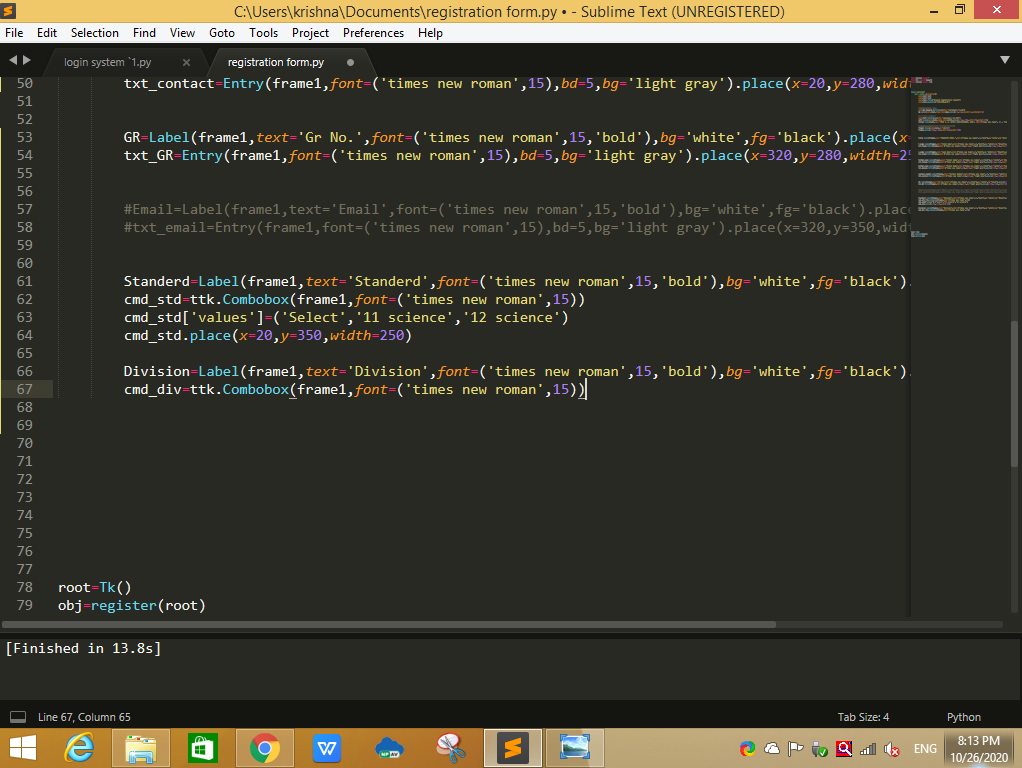 C:\Users\krishna\Documents\registration form.py • - Sublime Text (UNREGISTERED)
File Edit Selection Find View Goto Tools Project Preferences Help
login system `1.py registration form.py
50 txt_contact=Entry(frame1,font=('times new roman',15),bd=5,bg='light gray').place(x=20,y=280,wid
51
52
53 GR=Label(frame1,text='Gr No.',font=('times new roman',15,'bold'),bg='white',fg='black').place(x=
54 txt_GR=Entry(frame1,font=('times new roman',15),bd=5,bg='light gray').place(x=320,y=280,width=25
55
56
57 #Email=Label(frame1,text='Email',font=('times new roman',15,'bold'),bg='white',fg='black').place
58 #txt_email=Entry(frame1,font=('times new roman',15),bd=5,bg='light gray').place(x=320,y=350,wid
59
60
61 Standerd=Label(frame1,text='Standerd',font=('times new roman',15,'bold'),bg='white',fg='black').
62 cmd_std=ttk.Combobox(frame1,font=('times new roman',15))
63 cmd_std['values']=('Select','11 science','12 science')
64 cmd_std.place(x=20,y=350,width=250)
65
66 Division=Label(frame1,text='Division',font=('times new roman',15,'bold'),bg='white',fg='black').
67 cmd_div=ttk.Combobox(frame1,font=('times new roman',15))
68
69
70
71
72
73
74
75
76
77
78 root=Tk()
79 obj=register(root)
[Finished in 13.8s]
Line 67, Column 65 Tab Size: 4 Python
ENG 8:13 PM
10/26/2020